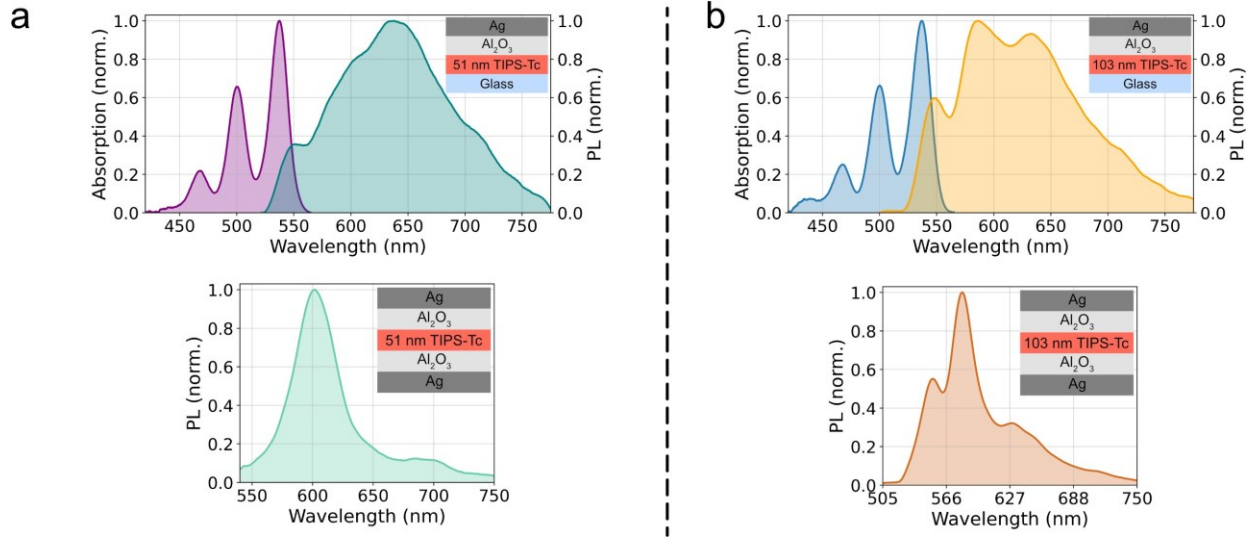 a
Absorption (norm.)
1.0
0.8
0.6
0.4
0.2
0.0
450 500 550 600 650 700 750
Wavelength (nm)
1.0
0.8
0.6
0.4
0.2
0.0
PL (norm.)
Ag
Al₂O₃
51 nm TIPS-Tc
Glass
PL (norm.)
1.0
0.8
0.6
0.4
0.2
0.0
550 600 650 700 750
Wavelength (nm)
Ag
Al₂O₃
51 nm TIPS-Tc
Al₂O₃
Ag
b
Absorption (norm.)
1.0
0.8
0.6
0.4
0.2
0.0
450 500 550 600 650 700 750
Wavelength (nm)
1.0
0.8
0.6
0.4
0.2
0.0
PL (norm.)
Ag
Al₂O₃
103 nm TIPS-Tc
Glass
PL (norm.)
1.0
0.8
0.6
0.4
0.2
0.0
505 566 627 688 750
Wavelength (nm)
Ag
Al₂O₃
103 nm TIPS-Tc
Al₂O₃
Ag